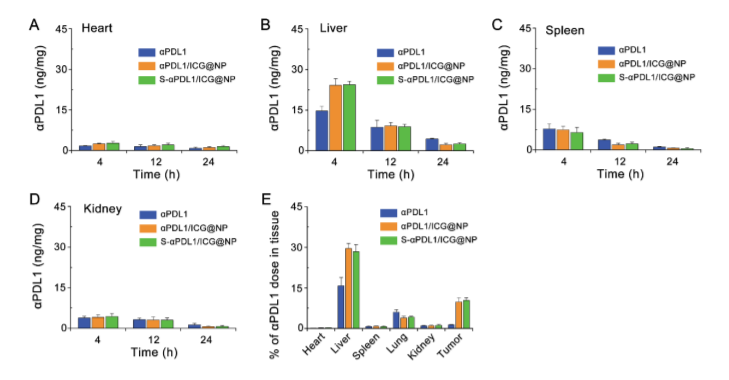 A Heart
αPDL1 (ng/mg)
45
30
15
0
αPDL1
αPDL1/ICG@NP
S-αPDL1/ICG@NP
4 12 24
Time (h)
B Liver
αPDL1 (ng/mg)
45
30
15
0
αPDL1
αPDL1/ICG@NP
S-αPDL1/ICG@NP
4 12 24
Time (h)
C Spleen
αPDL1 (ng/mg)
45
30
15
0
αPDL1
αPDL1/ICG@NP
S-αPDL1/ICG@NP
4 12 24
Time (h)
D Kidney
αPDL1 (ng/mg)
45
30
15
0
αPDL1
αPDL1/ICG@NP
S-αPDL1/ICG@NP
4 12 24
Time (h)
E
% of αPDL1 dose in tissue
45
30
15
0
αPDL1
αPDL1/ICG@NP
S-αPDL1/ICG@NP
Heart Liver Spleen Lung Kidney Tumor